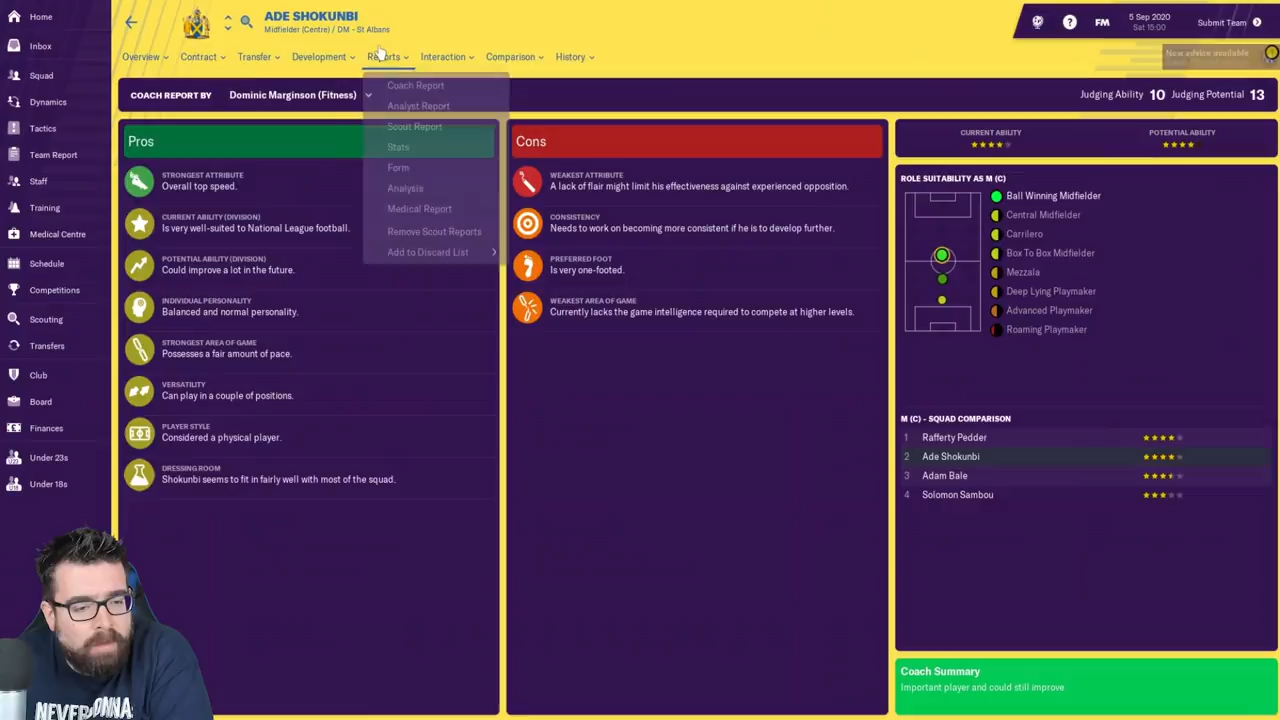 ADE SHOKUNBI
Midfielder (Centre) / DM - St Albans
FM
5 Sep 2020
Sat 15:00
Submit Team
New advice available
Home
Inbox
Squad
Dynamics
Tactics
Team Report
Staff
Training
Medical Centre
Schedule
Competitions
Scouting
Transfers
Club
Board
Finances
Under 23s
Under 18s
Overview
Contract
Transfer
Development
Reports
Interaction
Comparison
History
COACH REPORT BY
Dominic Marginson (Fitness)
Judging Ability 10 Judging Potential 13
Coach Report
Analyst Report
Scout Report
Stats
Form
Analysis
Medical Report
Remove Scout Reports
Add to Discard List
Pros
STRONGEST ATTRIBUTE
Overall top speed.
CURRENT ABILITY (DIVISION)
Is very well-suited to National League football.
POTENTIAL ABILITY (DIVISION)
Could improve a lot in the future.
INDIVIDUAL PERSONALITY
Balanced and normal personality.
STRONGEST AREA OF GAME
Possesses a fair amount of pace.
VERSATILITY
Can play in a couple of positions.
PLAYER STYLE
Considered a physical player.
DRESSING ROOM
Shokunbi seems to fit in fairly well with most of the squad.
Cons
WEAKEST ATTRIBUTE
A lack of flair might limit his effectiveness against experienced opposition.
CONSISTENCY
Needs to work on becoming more consistent if he is to develop further.
PREFERRED FOOT
Is very one-footed.
WEAKEST AREA OF GAME
Currently lacks the game intelligence required to compete at higher levels.
CURRENT ABILITY
POTENTIAL ABILITY
ROLE SUITABILITY AS M (C)
Ball Winning Midfielder
Central Midfielder
Carrilero
Box To Box Midfielder
Mezzala
Deep Lying Playmaker
Advanced Playmaker
Roaming Playmaker
M (C) - SQUAD COMPARISON
1 Rafferty Pedder
2 Ade Shokunbi
3 Adam Bale
4 Solomon Sambou
Coach Summary
Important player and could still improve